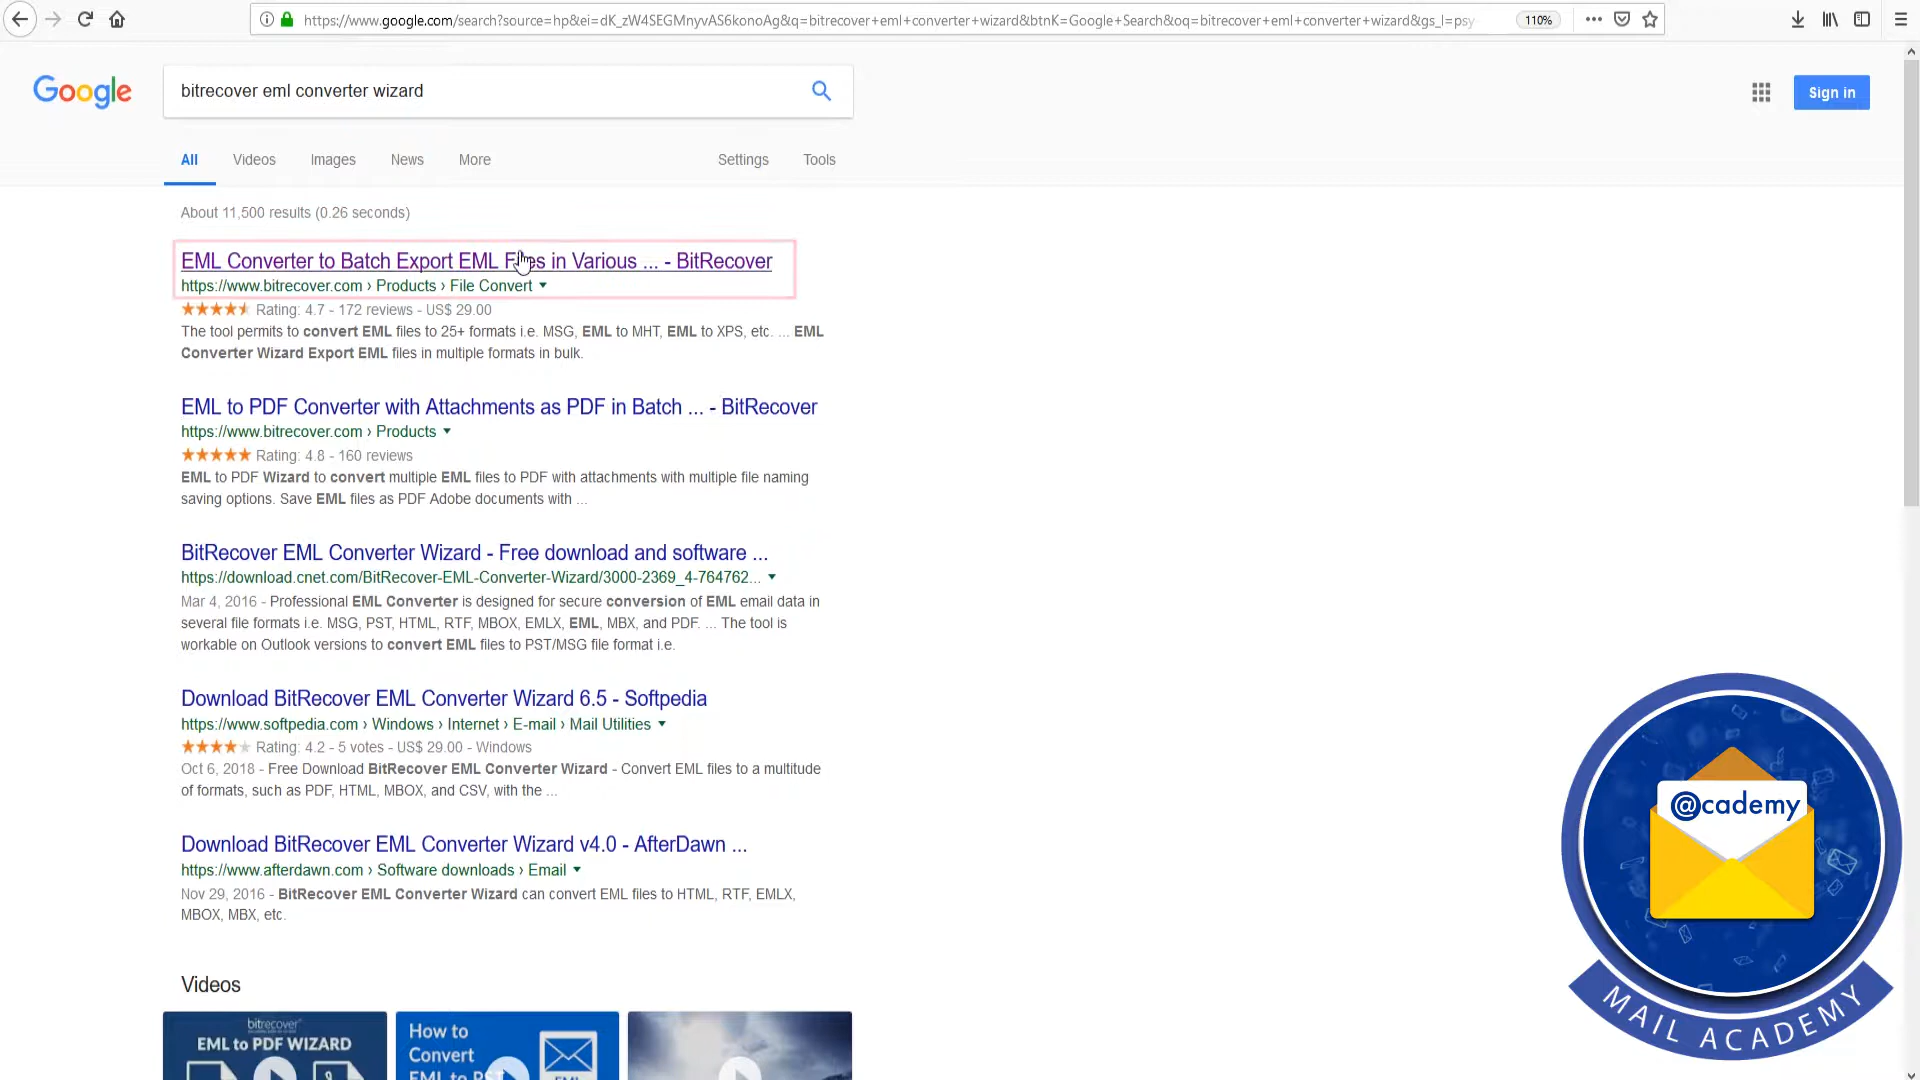 https://www.google.com/search?source=hp&ei=dK_zW4SEGMnyvAS6konoAg&q=bitrecover+eml+converter+wizard&btnK=Google+Search&oq=bitrecover+eml+converter+wizard&gs_l=psy
110%
Google
bitrecover eml converter wizard
Sign in
All Videos Images News More Settings Tools
About 11,500 results (0.26 seconds)
EML Converter to Batch Export EML Files in Various ... - BitRecover
https://www.bitrecover.com › Products › File Convert
Rating: 4.7 - 172 reviews - US$ 29.00
The tool permits to convert EML files to 25+ formats i.e. MSG, EML to MHT, EML to XPS, etc. ... EML
Converter Wizard Export EML files in multiple formats in bulk.
EML to PDF Converter with Attachments as PDF in Batch ... - BitRecover
https://www.bitrecover.com › Products
Rating: 4.8 - 160 reviews
EML to PDF Wizard to convert multiple EML files to PDF with attachments with multiple file naming
saving options. Save EML files as PDF Adobe documents with ...
BitRecover EML Converter Wizard - Free download and software ...
https://download.cnet.com/BitRecover-EML-Converter-Wizard/3000-2369_4-764762...
Mar 4, 2016 - Professional EML Converter is designed for secure conversion of EML email data in
several file formats i.e. MSG, PST, HTML, RTF, MBOX, EMLX, EML, MBX, and PDF. ... The tool is
workable on Outlook versions to convert EML files to PST/MSG file format i.e.
Download BitRecover EML Converter Wizard 6.5 - Softpedia
https://www.softpedia.com › Windows › Internet › E-mail › Mail Utilities
Rating: 4.2 - 5 votes - US$ 29.00 - Windows
Oct 6, 2018 - Free Download BitRecover EML Converter Wizard - Convert EML files to a multitude
of formats, such as PDF, HTML, MBOX, and CSV, with the ...
Download BitRecover EML Converter Wizard v4.0 - AfterDawn ...
https://www.afterdawn.com › Software downloads › Email
Nov 29, 2016 - BitRecover EML Converter Wizard can convert EML files to HTML, RTF, EMLX,
MBOX, MBX, etc.
Videos
bitrecover
EML to PDF WIZARD
How to
Convert
EML to PST
EML
@cademy
MAIL ACADEMY